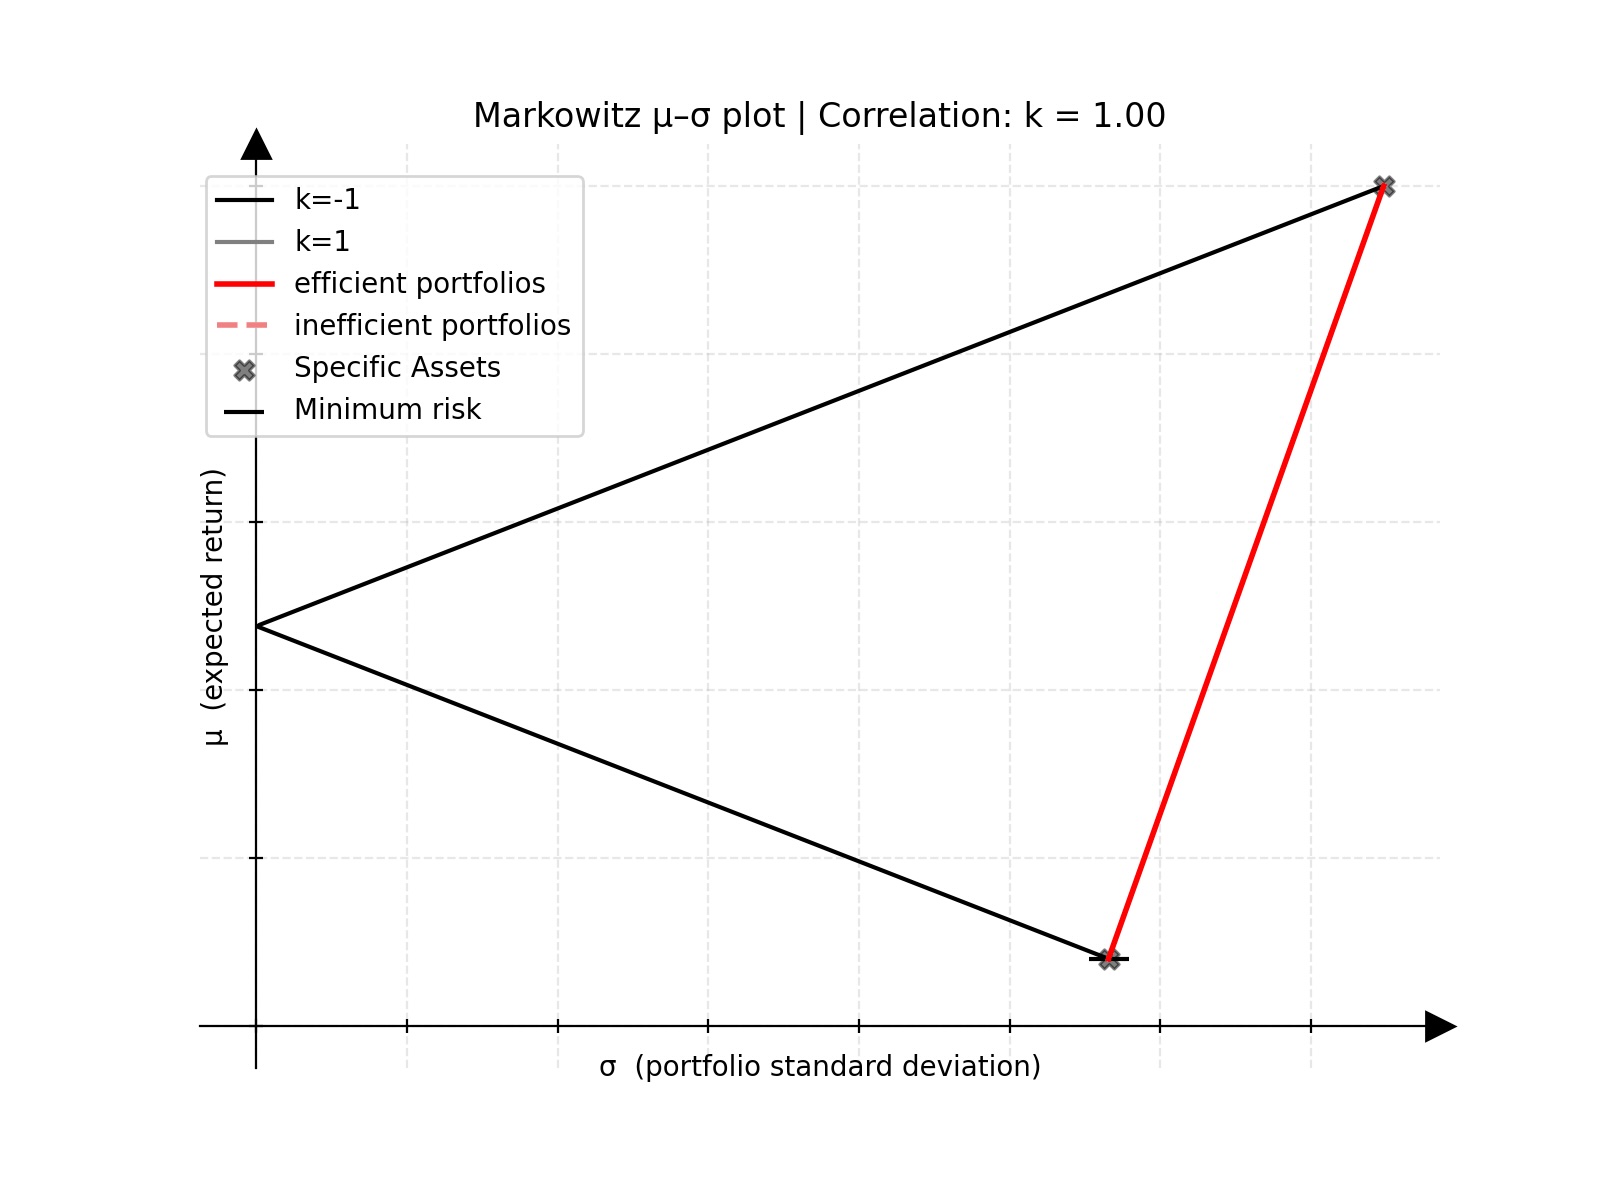 Markowitz μ–σ plot | Correlation: k = 1.00
k=-1
k=1
efficient portfolios
inefficient portfolios
Specific Assets
Minimum risk
μ  (expected return)
σ  (portfolio standard deviation)